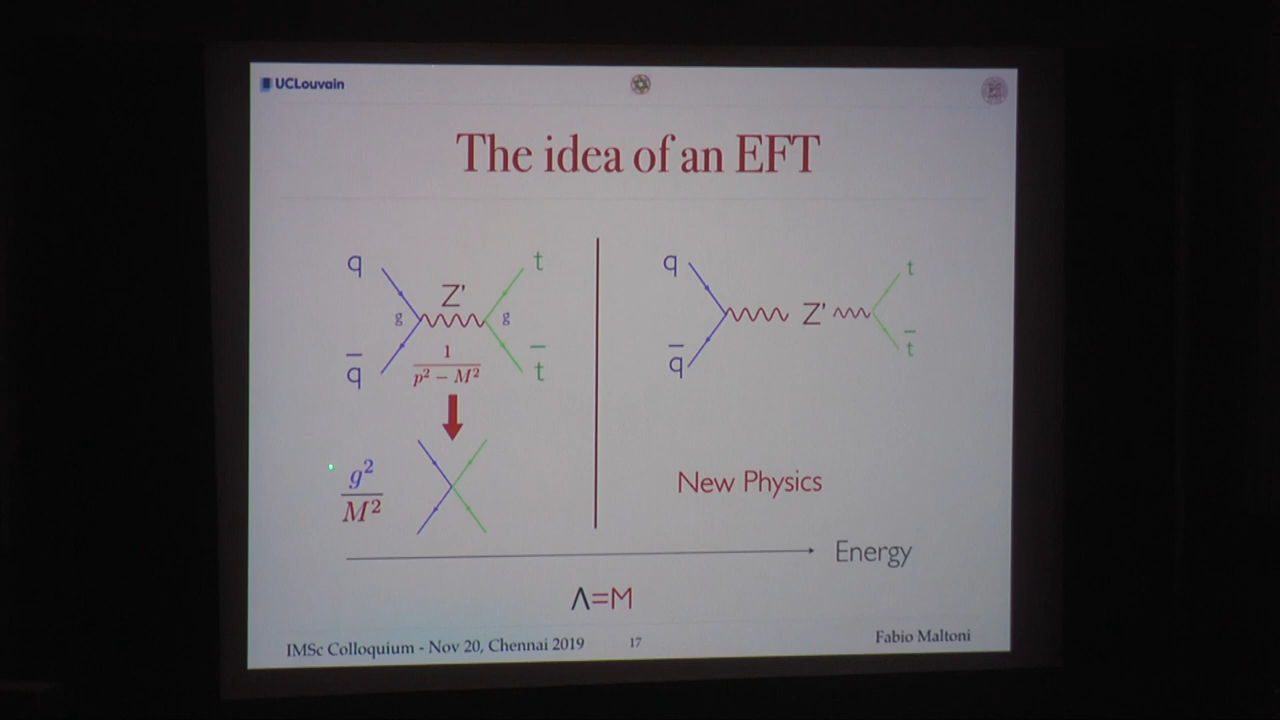 UCLouvain
The idea of an EFT
q
Z'
t
g
g
q̄
1
p² − M²
t̄
g²
M²
q
Z'
t
q̄
t̄
New Physics
Energy
Λ=M
IMSc Colloquium - Nov 20, Chennai 2019
17
Fabio Maltoni